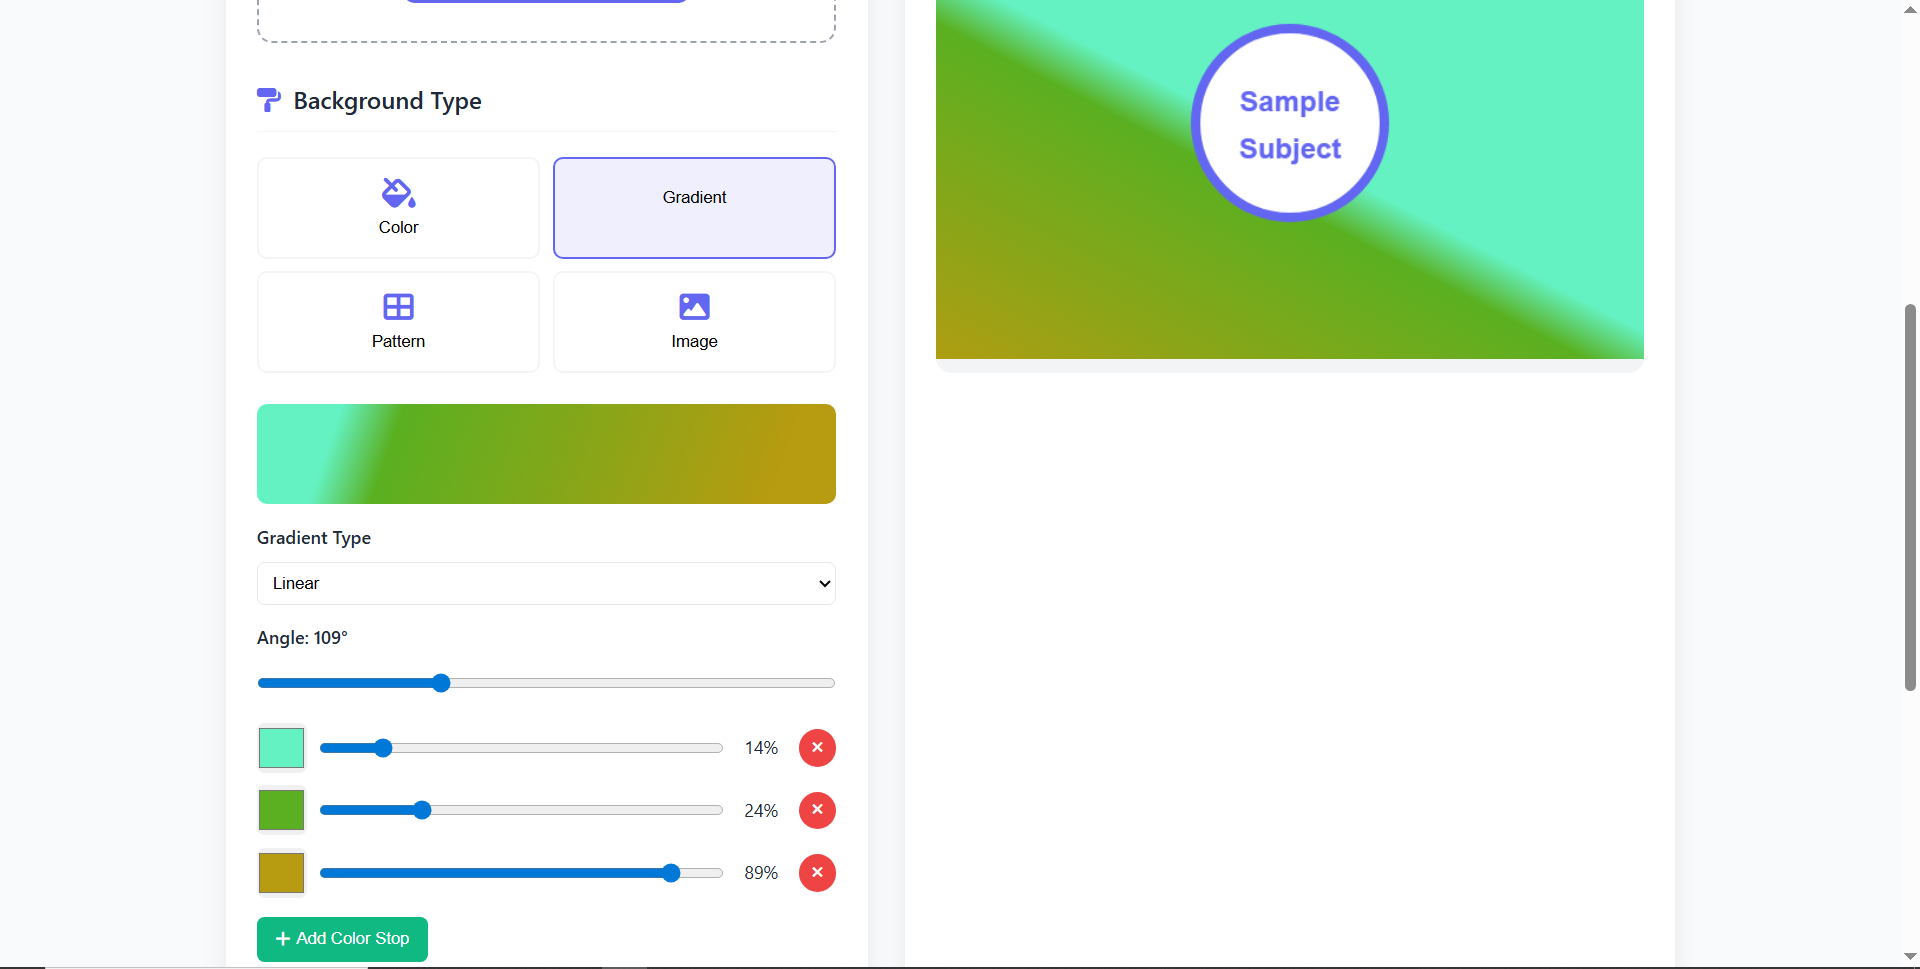 Background Type
Color
Gradient
Pattern
Image
Gradient Type
Linear
Angle: 109°
14%
24%
89%
Add Color Stop
Sample
Subject